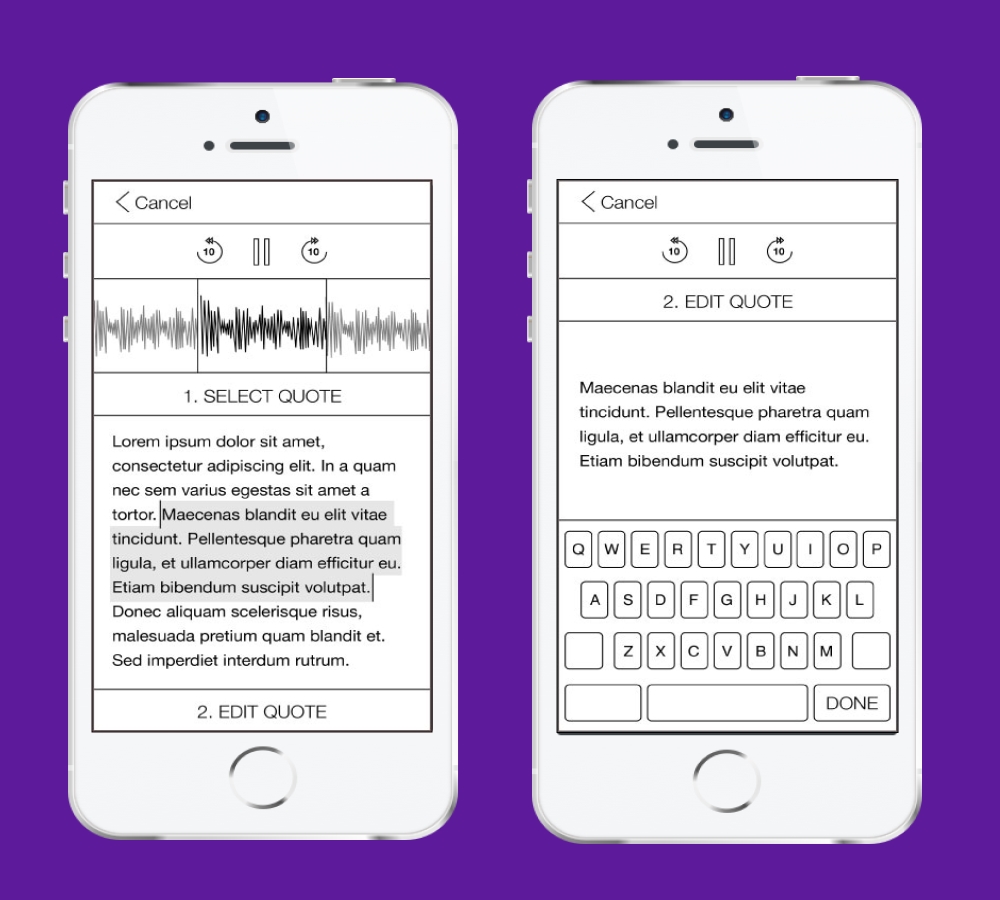 Cancel
10
10
1. SELECT QUOTE
Lorem ipsum dolor sit amet,
consectetur adipiscing elit. In a quam
nec sem varius egestas sit amet a
tortor. Maecenas blandit eu elit vitae
tincidunt. Pellentesque pharetra quam
ligula, et ullamcorper diam efficitur eu.
Etiam bibendum suscipit volutpat.
Donec aliquam scelerisque risus,
malesuada pretium quam blandit et.
Sed imperdiet interdum rutrum.
2. EDIT QUOTE
Cancel
10
10
2. EDIT QUOTE
Maecenas blandit eu elit vitae
tincidunt. Pellentesque pharetra quam
ligula, et ullamcorper diam efficitur eu.
Etiam bibendum suscipit volutpat.
Q W E R T Y U I O P
A S D F G H J K L
Z X C V B N M
DONE